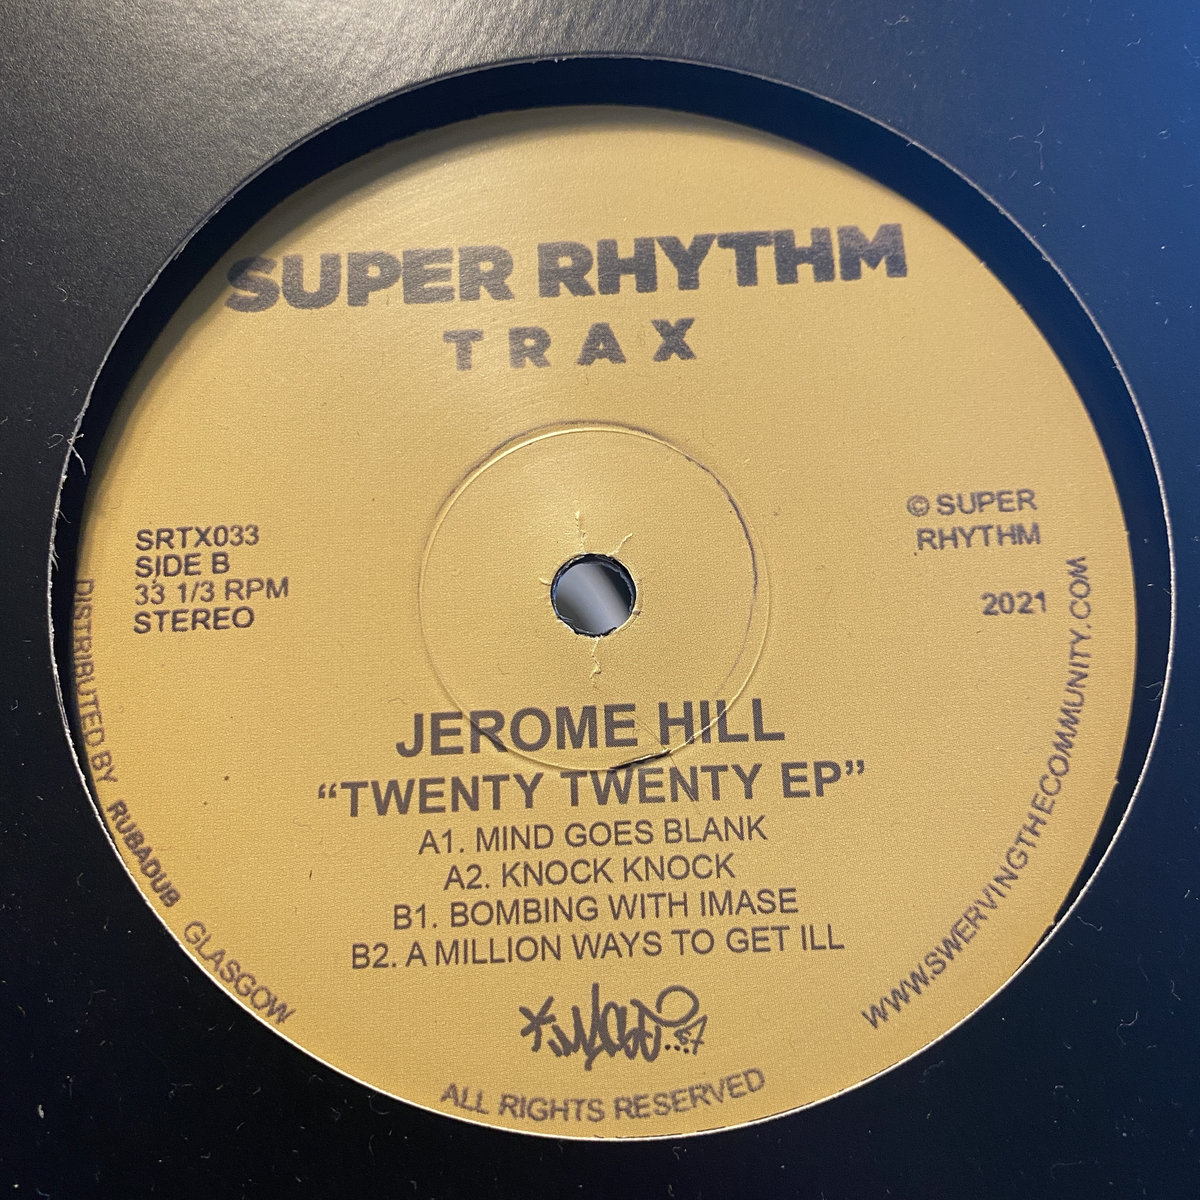 SUPER RHYTHM
TRAX
SRTX033
SIDE B
33 1/3 RPM
STEREO
© SUPER
RHYTHM
2021
JEROME HILL
“TWENTY TWENTY EP”
A1. MIND GOES BLANK
A2. KNOCK KNOCK
B1. BOMBING WITH IMASE
B2. A MILLION WAYS TO GET ILL
DISTRIBUTED BY RUBADUB GLASGOW
ALL RIGHTS RESERVED
WWW.SWERVINGTHECOMMUNITY.COM